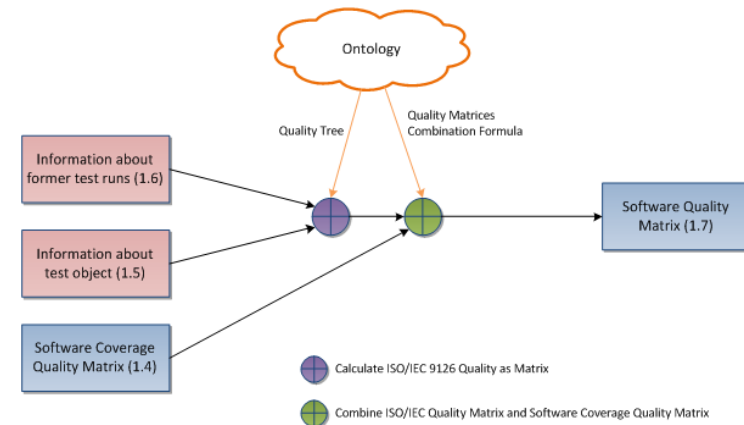 Ontology
Quality Tree
Quality Matrices
Combination Formula
Information about
former test runs (1.6)
Information about
test object (1.5)
Software Coverage
Quality Matrix (1.4)
Software Quality
Matrix (1.7)
Calculate ISO/IEC 9126 Quality as Matrix
Combine ISO/IEC Quality Matrix and Software Coverage Quality Matrix